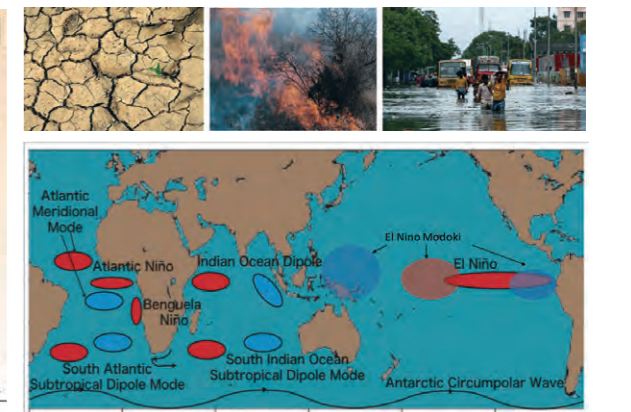 Atlantic
Meridional
Mode
El Nino Modoki
Indian Ocean Dipole
El Niño
Atlantic Niño
Benguela
Niño
South Atlantic
Subtropical Dipole Mode
South Indian Ocean
Subtropical Dipole Mode
Antarctic Circumpolar Wave